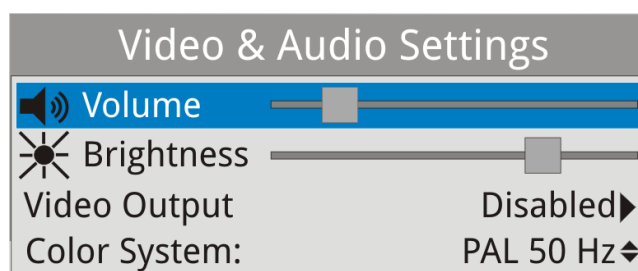 Video & Audio Settings
Volume
Brightness
Video Output Disabled
Color System: PAL 50 Hz